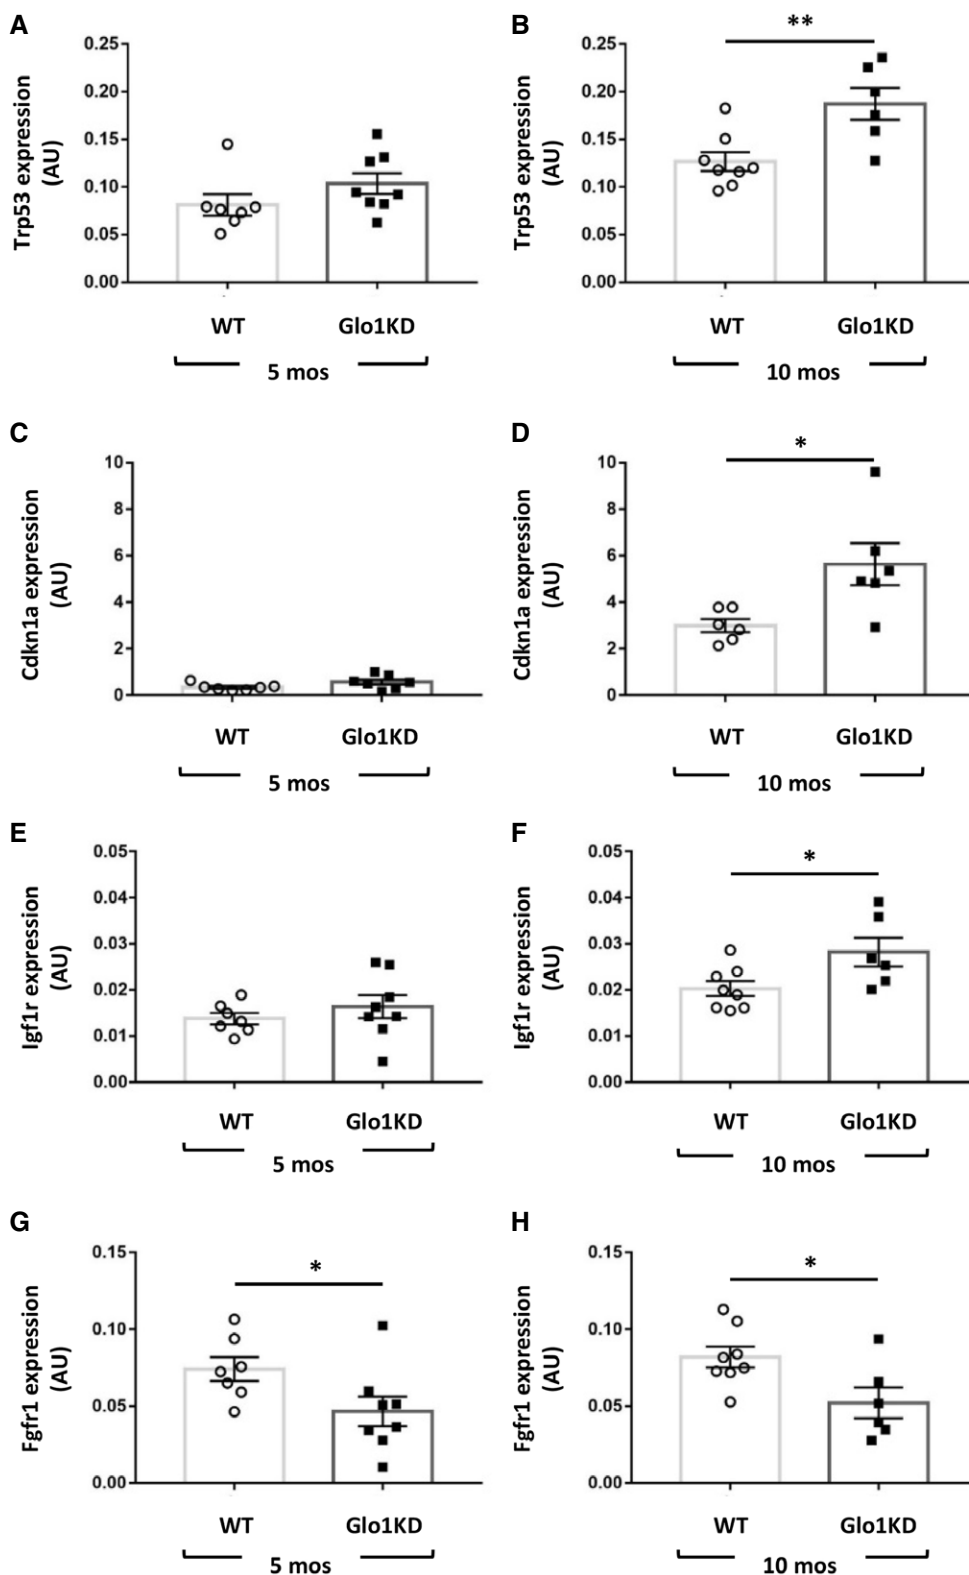 A
Trp53 expression
(AU)
0.25
0.20
0.15
0.10
0.05
0.00
WT Glo1KD
5 mos
B
**
Trp53 expression
(AU)
0.25
0.20
0.15
0.10
0.05
0.00
WT Glo1KD
10 mos
C
Cdkn1a expression
(AU)
10
8
6
4
2
0
WT Glo1KD
5 mos
D
*
Cdkn1a expression
(AU)
10
8
6
4
2
0
WT Glo1KD
10 mos
E
Igf1r expression
(AU)
0.05
0.04
0.03
0.02
0.01
0.00
WT Glo1KD
5 mos
F
*
Igf1r expression
(AU)
0.05
0.04
0.03
0.02
0.01
0.00
WT Glo1KD
10 mos
G
*
Fgfr1 expression
(AU)
0.15
0.10
0.05
0.00
WT Glo1KD
5 mos
H
*
Fgfr1 expression
(AU)
0.15
0.10
0.05
0.00
WT Glo1KD
10 mos